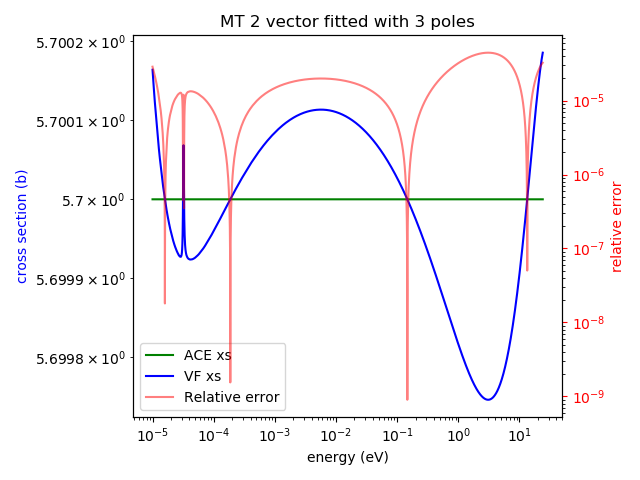 MT 2 vector fitted with 3 poles
5.7002 × 10⁰
5.7001 × 10⁰
5.7 × 10⁰
5.6999 × 10⁰
5.6998 × 10⁰
cross section (b)
10⁻⁵
10⁻⁶
10⁻⁷
10⁻⁸
10⁻⁹
relative error
ACE xs
VF xs
Relative error
10⁻⁵ 10⁻⁴ 10⁻³ 10⁻² 10⁻¹ 10⁰ 10¹
energy (eV)